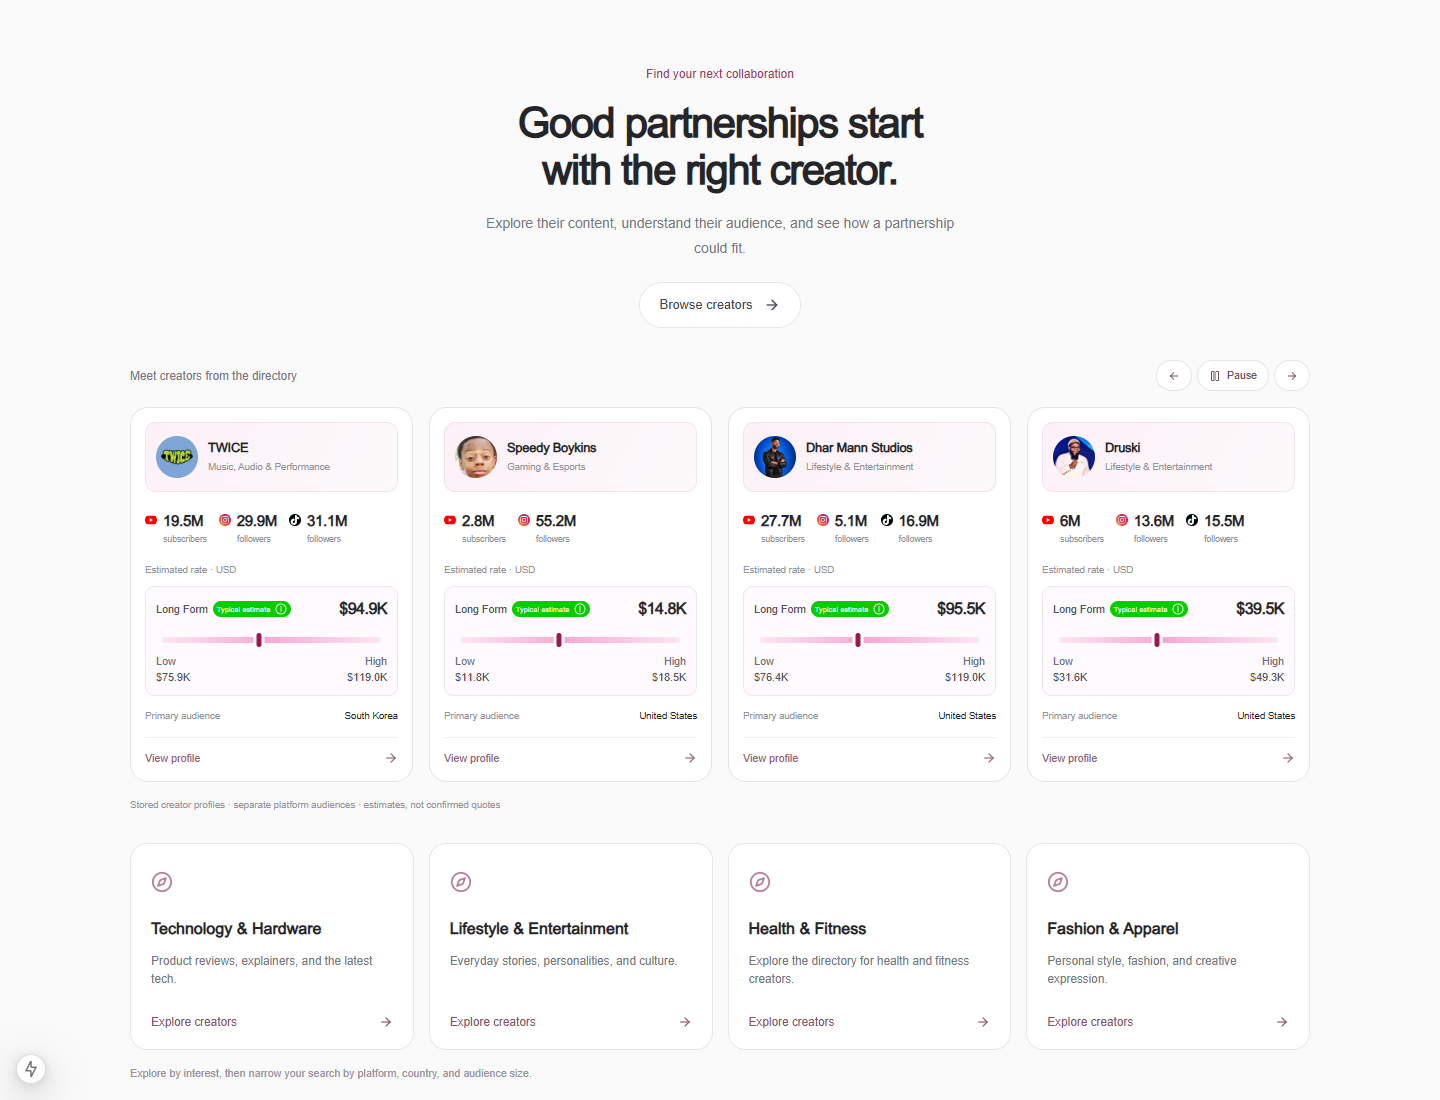 Find your next collaboration
Good partnerships start
with the right creator.
Explore their content, understand their audience, and see how a partnership
could fit.
Browse creators
Meet creators from the directory
Pause
TWICE
Music, Audio & Performance
19.5M
subscribers
29.9M
followers
31.1M
followers
Estimated rate · USD
Long Form
Typical estimate
$94.9K
Low
High
$75.9K
$119.0K
Primary audience
South Korea
View profile
Speedy Boykins
Gaming & Esports
2.8M
subscribers
55.2M
followers
Estimated rate · USD
Long Form
Typical estimate
$14.8K
Low
High
$11.8K
$18.5K
Primary audience
United States
View profile
Dhar Mann Studios
Lifestyle & Entertainment
27.7M
subscribers
5.1M
followers
16.9M
followers
Estimated rate · USD
Long Form
Typical estimate
$95.5K
Low
High
$76.4K
$119.0K
Primary audience
United States
View profile
Druski
Lifestyle & Entertainment
6M
subscribers
13.6M
followers
15.5M
followers
Estimated rate · USD
Long Form
Typical estimate
$39.5K
Low
High
$31.6K
$49.3K
Primary audience
United States
View profile
Stored creator profiles · separate platform audiences · estimates, not confirmed quotes
Technology & Hardware
Product reviews, explainers, and the latest
tech.
Explore creators
Lifestyle & Entertainment
Everyday stories, personalities, and culture.
Explore creators
Health & Fitness
Explore the directory for health and fitness
creators.
Explore creators
Fashion & Apparel
Personal style, fashion, and creative
expression.
Explore creators
Explore by interest, then narrow your search by platform, country, and audience size.